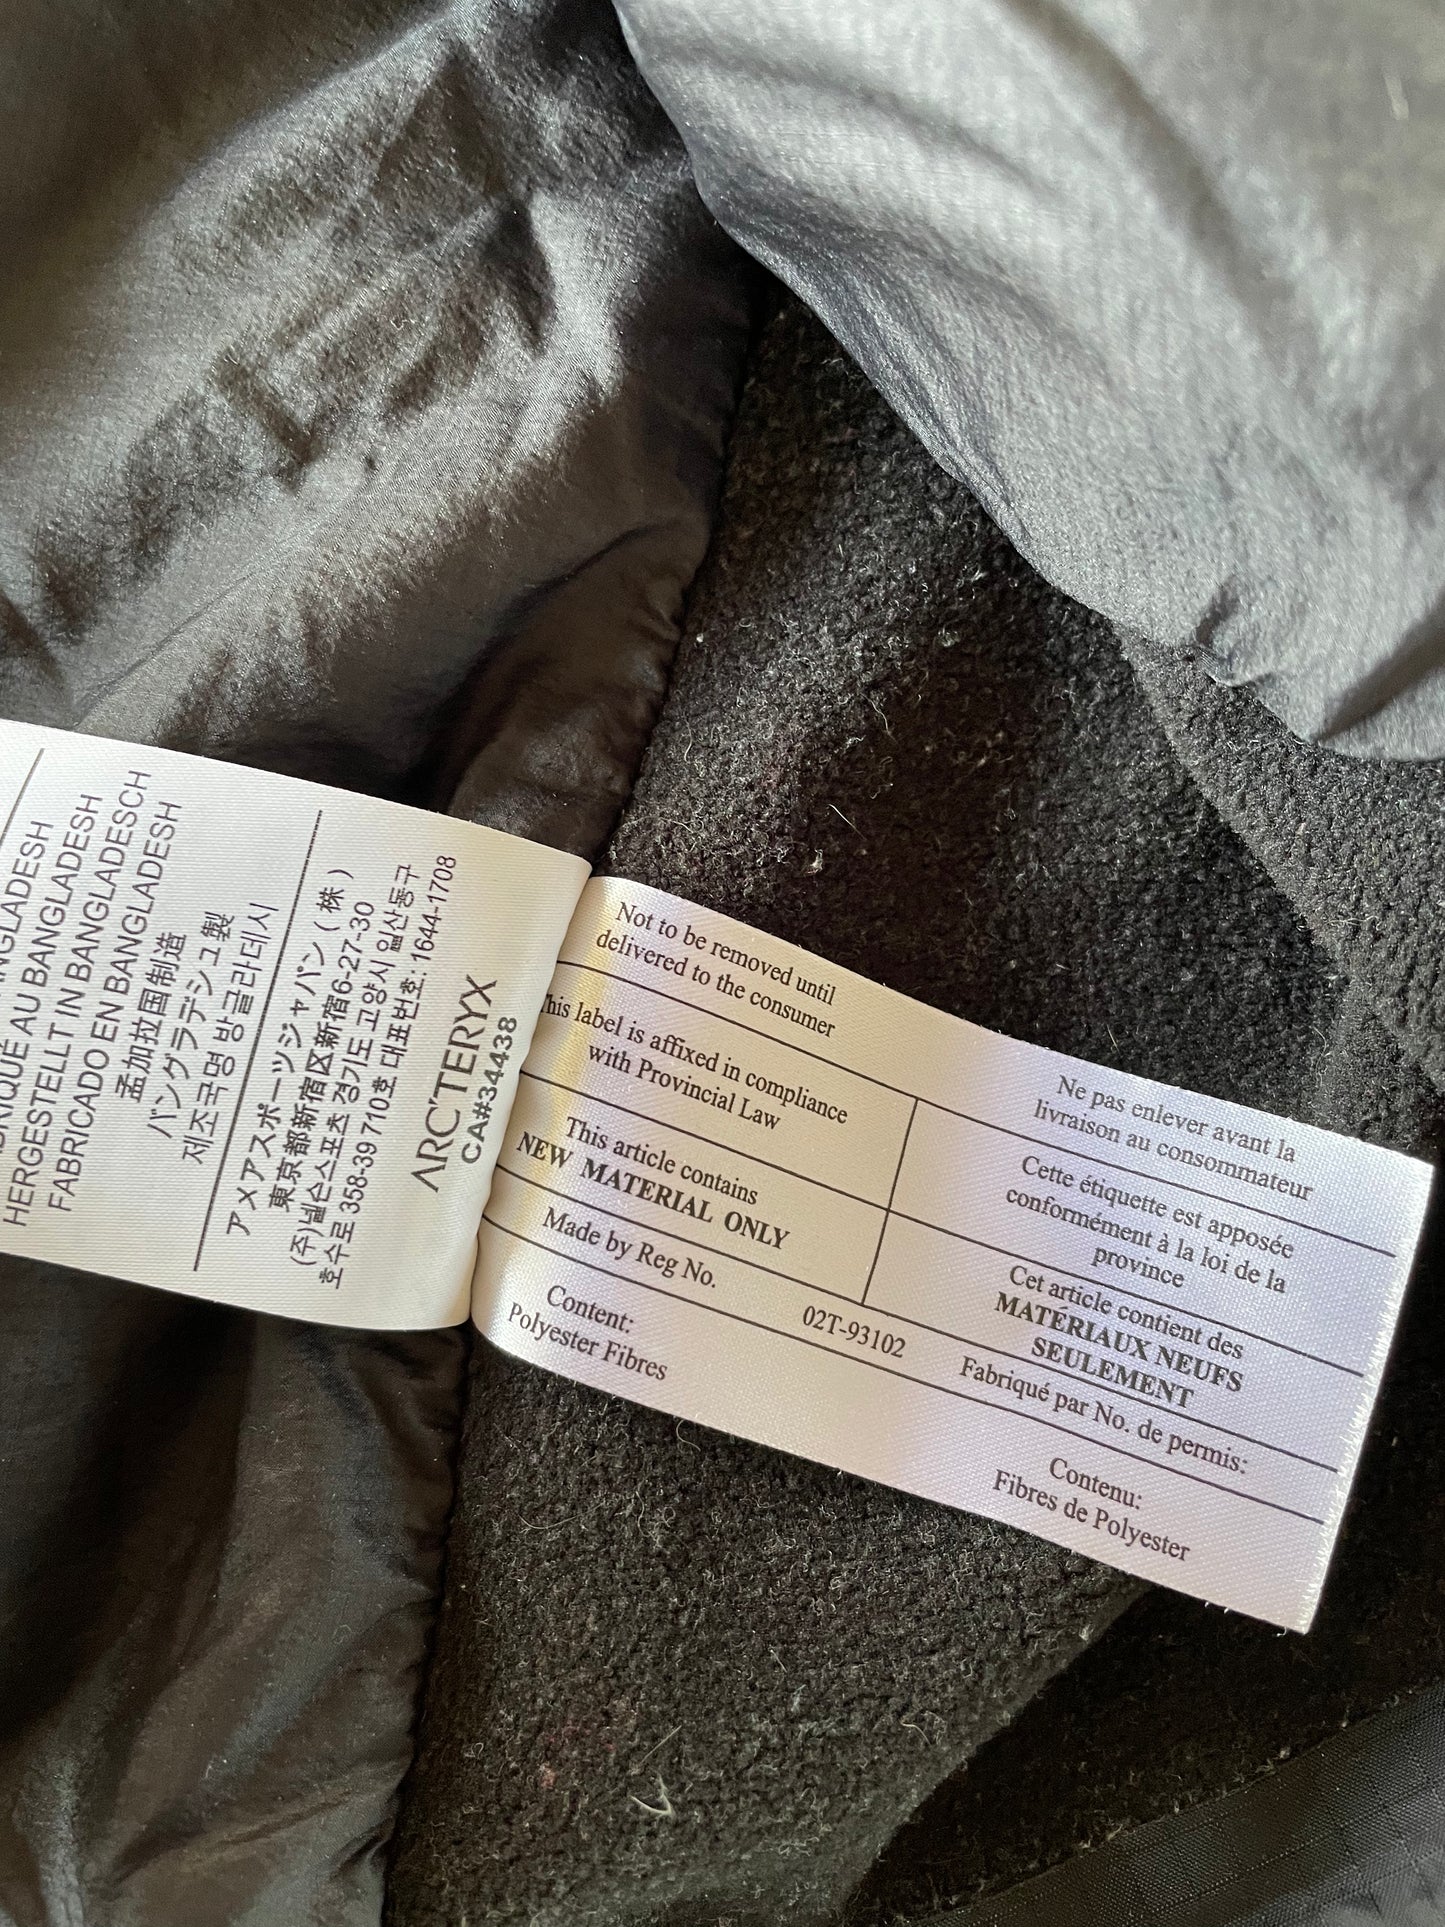 BANGLADESH
AU BANGLADESH
HERGESTELLT IN BANGLADESCH
FABRICADO EN BANGLADESH
孟加拉国制造
バングラデシュ製
제조국명 방글라데시
アメアスポーツジャパン(株)
東京都新宿区新宿6-27-30
(주)넬슨스포츠 경기도 고양시 일산동구
호수로 358-39 710호 대표번호: 1644-1708
ARC'TERYX
CA#34438
Not to be removed until
delivered to the consumer
This label is affixed in compliance
with Provincial Law
This article contains
NEW MATERIAL ONLY
Made by Reg No.
02T-93102
Content:
Polyester Fibres
Ne pas enlever avant la
livraison au consommateur
Cette étiquette est apposée
conformément à la loi de la
province
Cet article contient des
MATÉRIAUX NEUFS
SEULEMENT
Fabriqué par No. de permis:
Contenu:
Fibres de Polyester